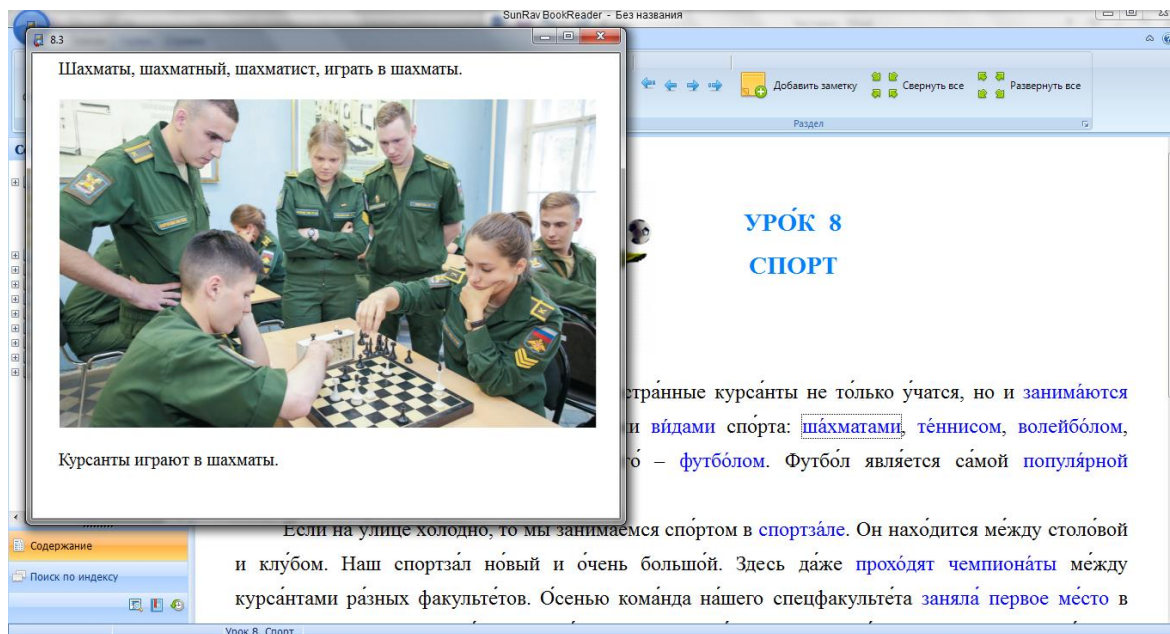 SunRav BookReader - Без названия
8.3
Шахматы, шахматный, шахматист, играть в шахматы.
Курсанты играют в шахматы.
Добавить заметку
Свернуть все
Развернуть все
Раздел
УРО́К 8
СПОРТ
стра́нные курса́нты не то́лько у́чатся, но и занима́ются
и ви́дами спо́рта: ша́хматами, те́ннисом, волейбо́лом,
– футбо́лом. Футбо́л явля́ется са́мой популя́рной
Если на у́лице хо́лодно, то мы занима́емся спо́ртом в спортза́ле. Он нахо́дится ме́жду столо́вой
и клу́бом. Наш спортза́л но́вый и о́чень большо́й. Здесь да́же прохо́дят чемпиона́ты ме́жду
курса́нтами ра́зных факульте́тов. О́сенью кома́нда на́шего спецфакульте́та заняла́ первое ме́сто в
Содержание
Поиск по индексу
Урок 8. Спорт